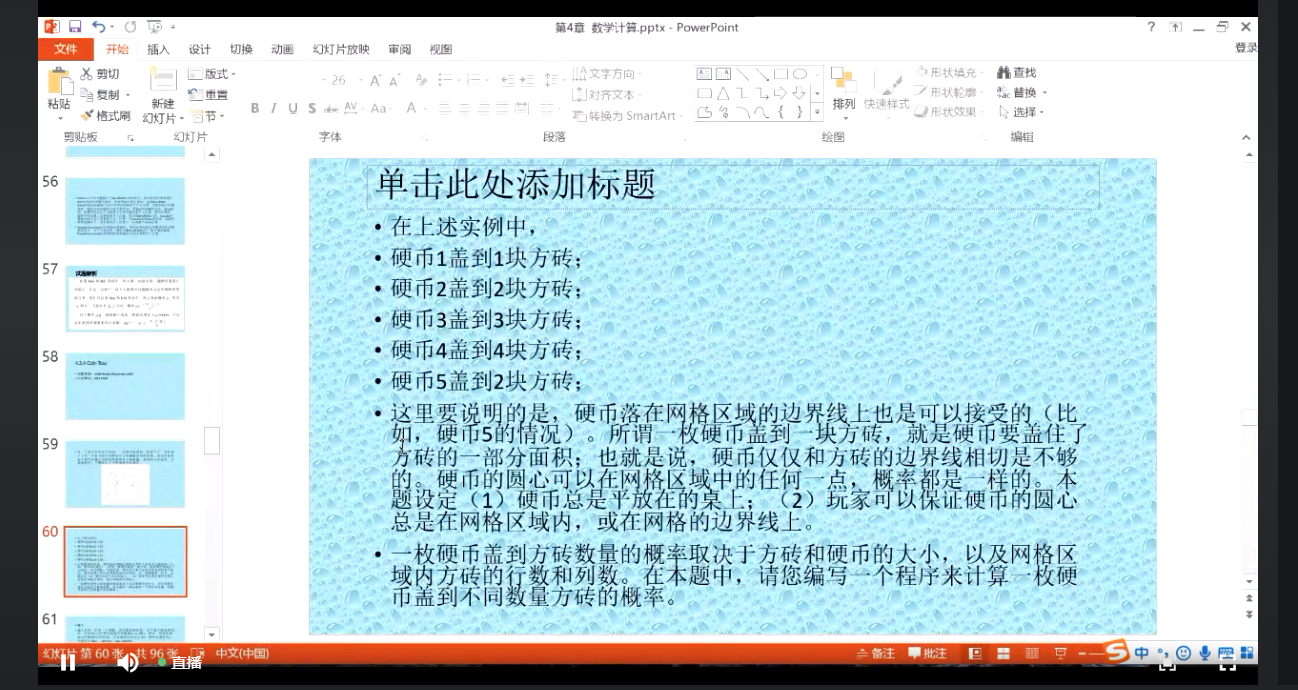 第4章 数学计算.pptx - PowerPoint
?
登录
文件 开始 插入 设计 切换 动画 幻灯片放映 审阅 视图
粘贴
剪切
复制
格式刷
剪贴板
新建
幻灯片
版式
重置
节
幻灯片
26
B I U S abc AV Aa A
字体
文字方向
对齐文本
转换为 SmartArt
段落
排列
快速样式
形状填充
形状轮廓
形状效果
绘图
查找
替换
选择
编辑
56
57
试题解析
58
4.3.4 Coin Toss
59
60
61
单击此处添加标题
• 在上述实例中，
• 硬币1盖到1块方砖；
• 硬币2盖到2块方砖；
• 硬币3盖到3块方砖；
• 硬币4盖到4块方砖；
• 硬币5盖到2块方砖；
• 这里要说明的是，硬币落在网格区域的边界线上也是可以接受的（比
如，硬币5的情况）。所谓一枚硬币盖到一块方砖，就是硬币要盖住了
方砖的一部分面积；也就是说，硬币仅仅和方砖的边界线相切是不够
的。硬币的圆心可以在网格区域中的任何一点，概率都是一样的。本
题设定（1）硬币总是平放在的桌上；（2）玩家可以保证硬币的圆心
总是在网格区域内，或在网格的边界线上。
• 一枚硬币盖到方砖数量的概率取决于方砖和硬币的大小，以及网格区
域内方砖的行数和列数。在本题中，请您编写一个程序来计算一枚硬
币盖到不同数量方砖的概率。
幻灯片 第 60 张，共 96 张 中文(中国)
备注 批注
直播
S 中